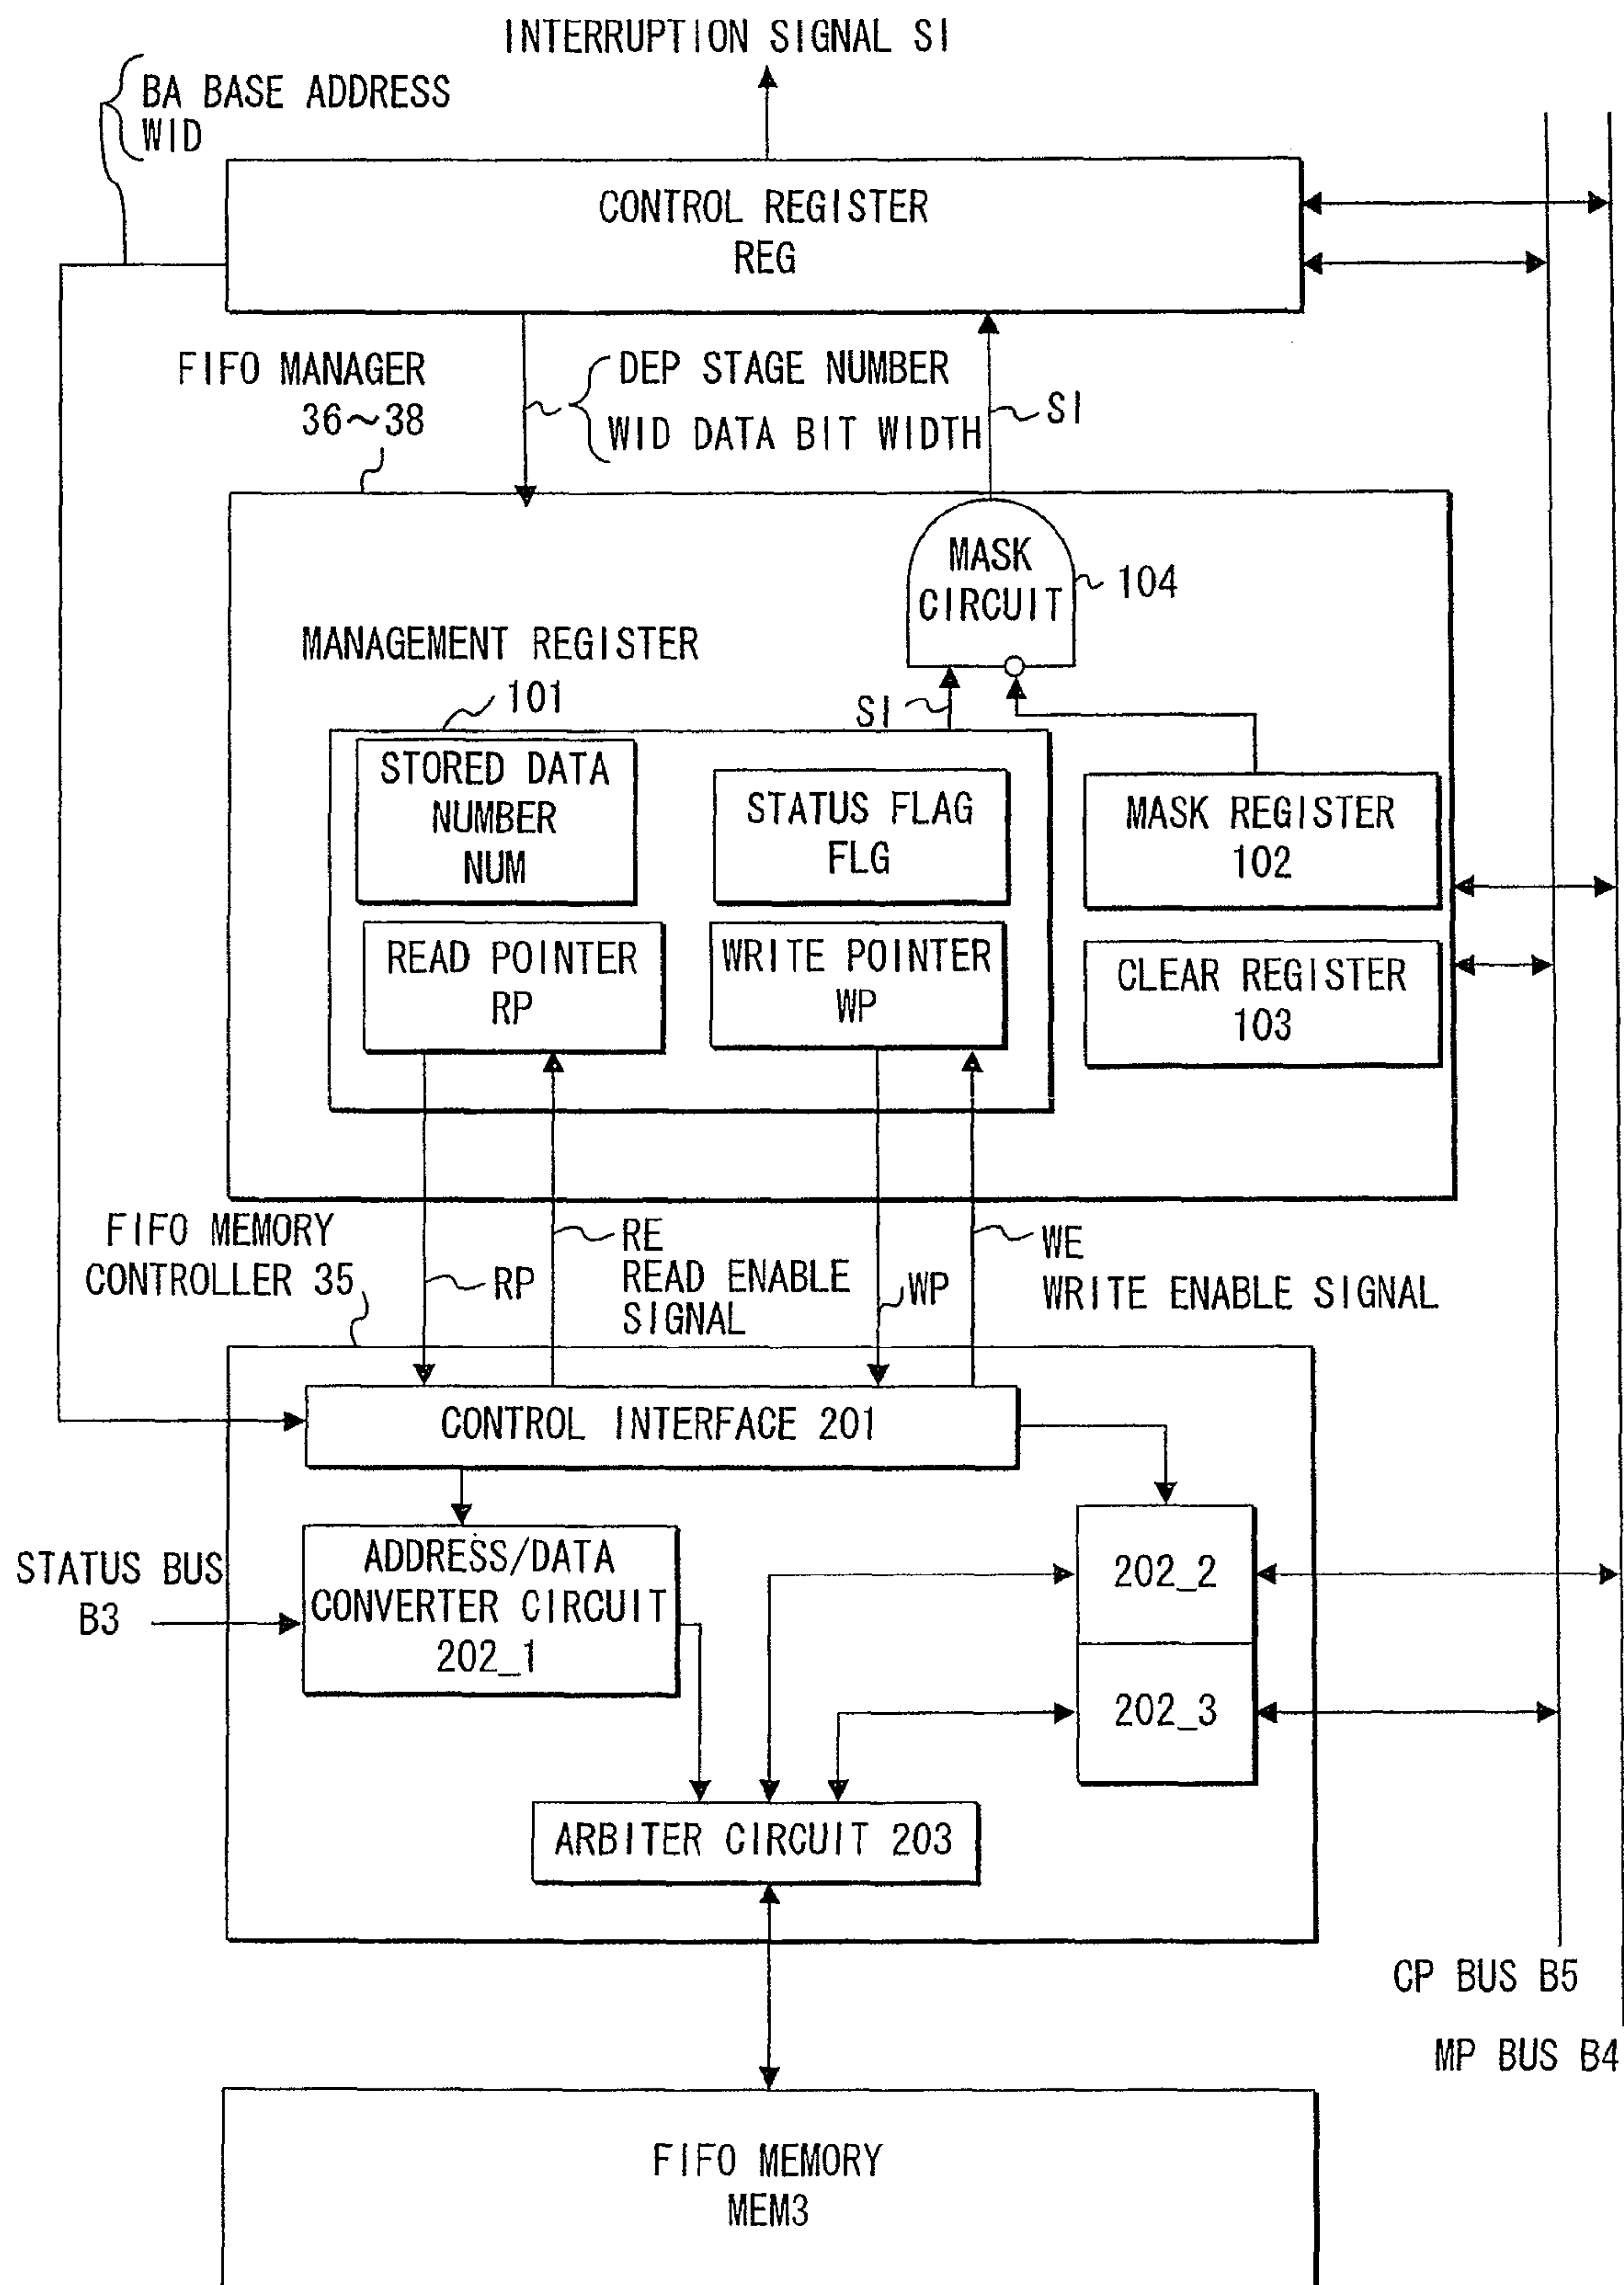 INTERRUPTION SIGNAL SI
BA BASE ADDRESS
WID
CONTROL REGISTER
REG
FIFO MANAGER
36~38
DEP STAGE NUMBER
WID DATA BIT WIDTH
SI
MASK
CIRCUIT
104
MANAGEMENT REGISTER
101
SI
STORED DATA
NUMBER
NUM
STATUS FLAG
FLG
MASK REGISTER
102
READ POINTER
RP
WRITE POINTER
WP
CLEAR REGISTER
103
FIFO MEMORY
CONTROLLER 35
RP
RE
READ ENABLE
SIGNAL
WP
WE
WRITE ENABLE SIGNAL
CONTROL INTERFACE 201
STATUS BUS
B3
ADDRESS/DATA
CONVERTER CIRCUIT
202_1
202_2
202_3
ARBITER CIRCUIT 203
CP BUS B5
MP BUS B4
FIFO MEMORY
MEM3